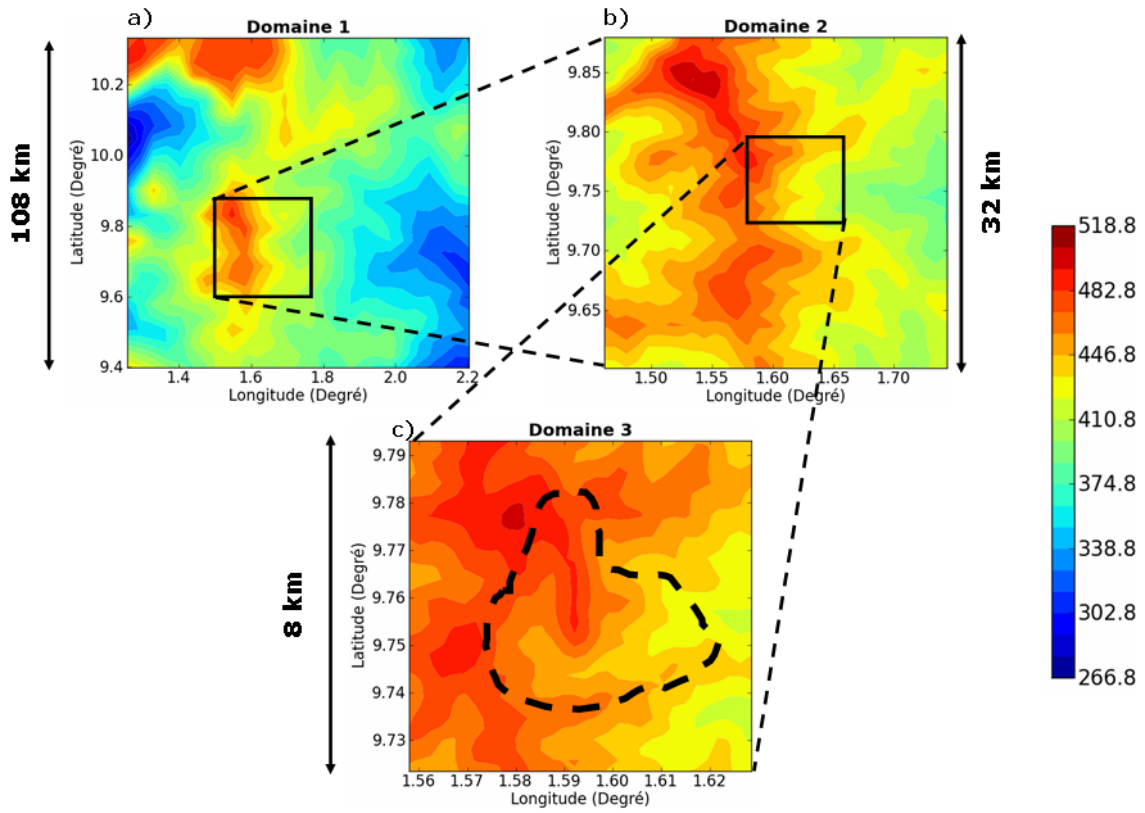 a)
Domaine 1
108 km
Latitude (Degré)
10.2
10.0
9.8
9.6
9.4
1.4
1.6
1.8
2.0
2.2
Longitude (Degré)
b)
Domaine 2
32 km
Latitude (Degré)
9.85
9.80
9.75
9.70
9.65
1.50
1.55
1.60
1.65
1.70
Longitude (Degré)
c)
Domaine 3
8 km
Latitude (Degré)
9.79
9.78
9.77
9.76
9.75
9.74
9.73
1.56
1.57
1.58
1.59
1.60
1.61
1.62
Longitude (Degré)
518.8
482.8
446.8
410.8
374.8
338.8
302.8
266.8